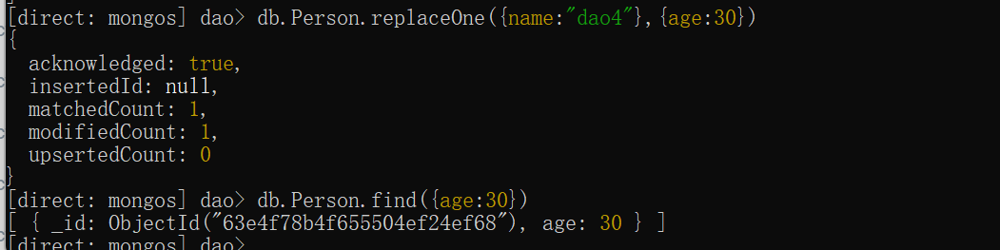 [direct: mongos] dao> db.Person.replaceOne({name:"dao4"},{age:30})
{
  acknowledged: true,
  insertedId: null,
  matchedCount: 1,
  modifiedCount: 1,
  upsertedCount: 0
}
[direct: mongos] dao> db.Person.find({age:30})
[ { _id: ObjectId("63e4f78b4f655504ef24ef68"), age: 30 } ]
[direct: mongos] dao>